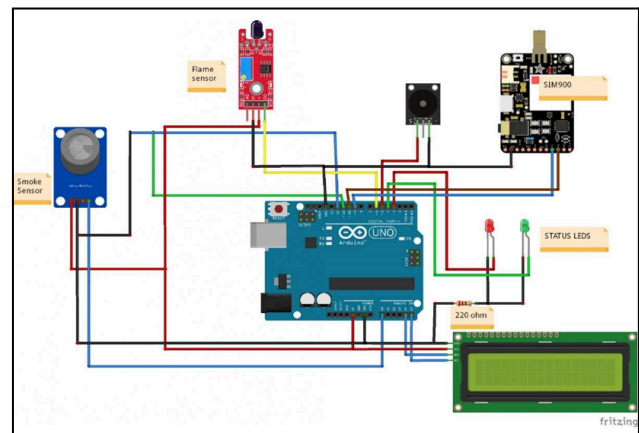 Flame
sensor
SIM900
Smoke
Sensor
UNO
Arduino
STATUS LEDS
220 ohm
fritzing